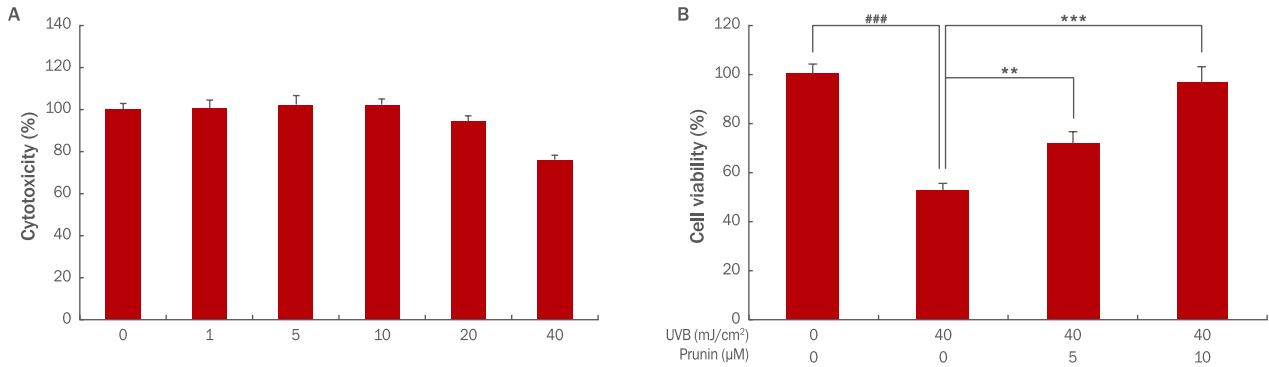 A
Cytotoxicity (%)
140
120
100
80
60
40
20
0
0 1 5 10 20 40
B
Cell viability (%)
120
100
80
60
40
20
0
###
***
**
UVB (mJ/cm²) 0 40 40 40
Prunin (µM) 0 0 5 10